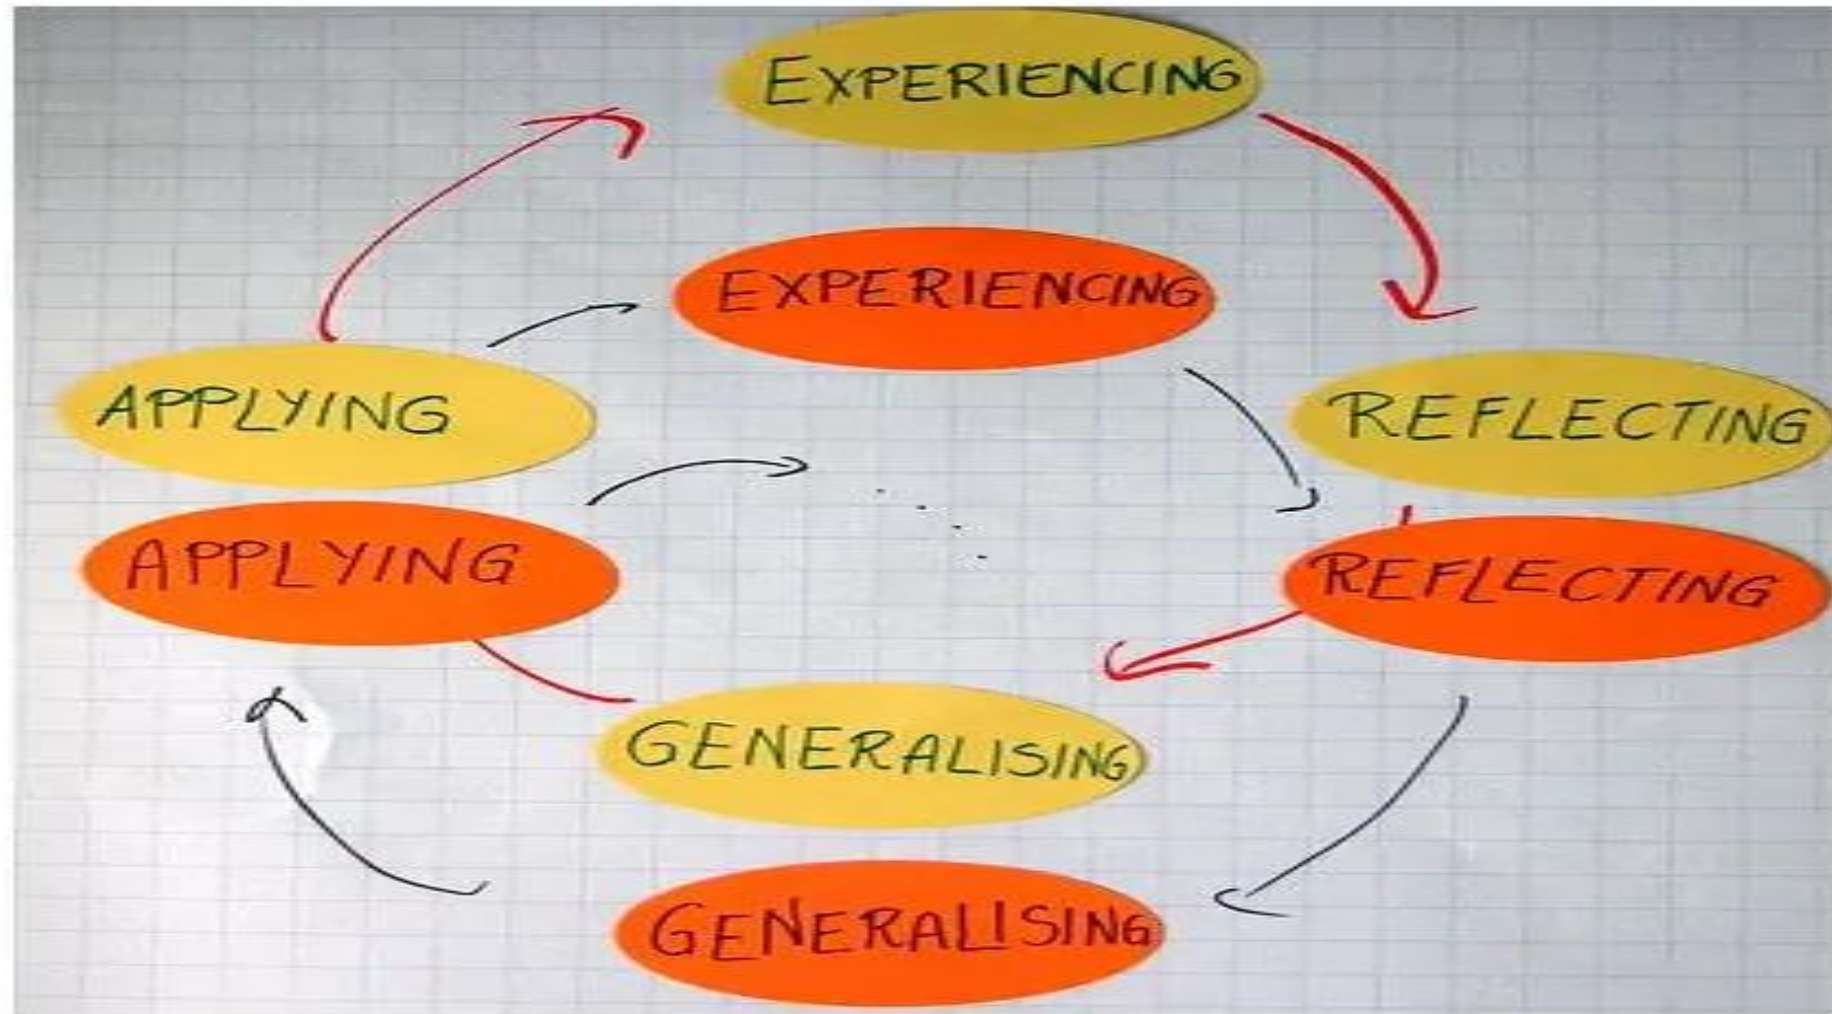 EXPERIENCING
EXPERIENCING
APPLYING
REFLECTING
APPLYING
REFLECTING
GENERALISING
GENERALISING